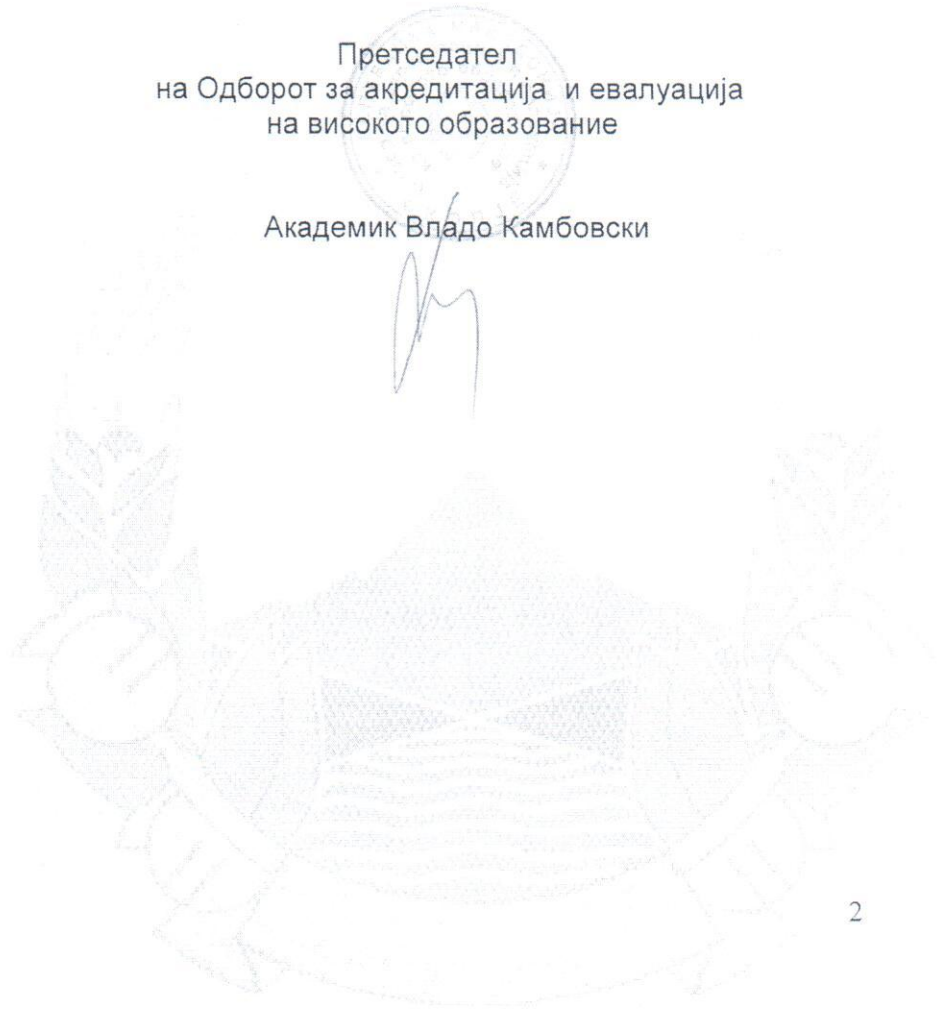 Претседател
на Одборот за акредитација и евалуација
на високото образование
Академик Владо Камбовски
2